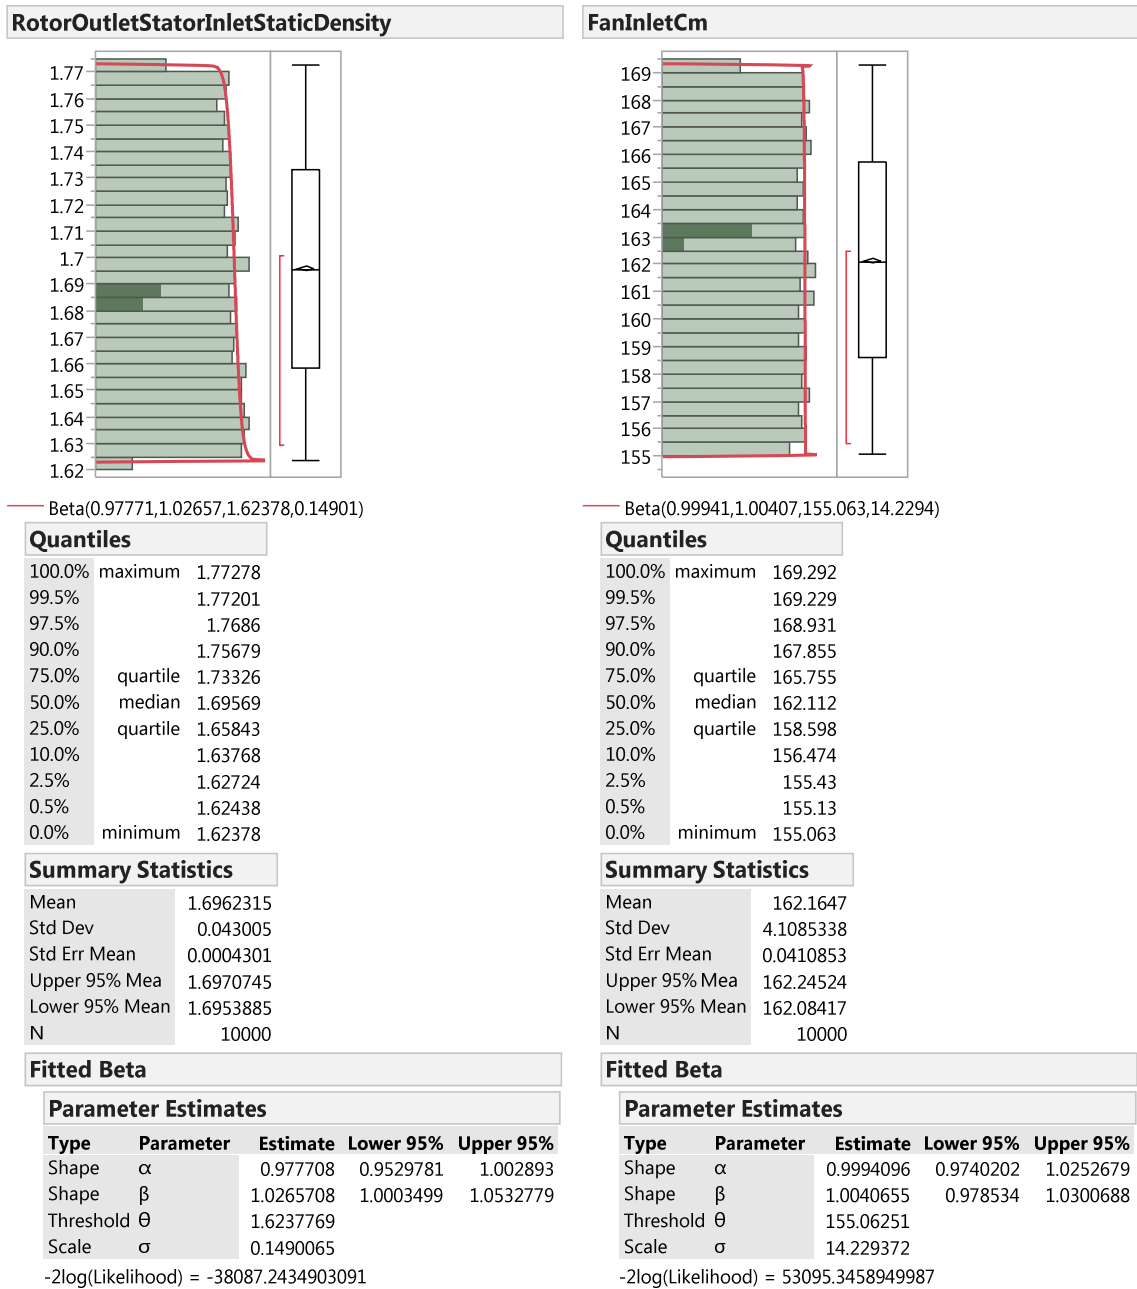 RotorOutletStatorInletStaticDensity
1.77
1.76
1.75
1.74
1.73
1.72
1.71
1.7
1.69
1.68
1.67
1.66
1.65
1.64
1.63
1.62
Beta(0.97771,1.02657,1.62378,0.14901)
Quantiles
100.0% maximum 1.77278
99.5% 1.77201
97.5% 1.7686
90.0% 1.75679
75.0% quartile 1.73326
50.0% median 1.69569
25.0% quartile 1.65843
10.0% 1.63768
2.5% 1.62724
0.5% 1.62438
0.0% minimum 1.62378
Summary Statistics
Mean 1.6962315
Std Dev 0.043005
Std Err Mean 0.0004301
Upper 95% Mea 1.6970745
Lower 95% Mean 1.6953885
N 10000
Fitted Beta
Parameter Estimates
Type Parameter Estimate Lower 95% Upper 95%
Shape α 0.977708 0.9529781 1.002893
Shape β 1.0265708 1.0003499 1.0532779
Threshold θ 1.6237769
Scale σ 0.1490065
-2log(Likelihood) = -38087.2434903091
FanInletCm
169
168
167
166
165
164
163
162
161
160
159
158
157
156
155
Beta(0.99941,1.00407,155.063,14.2294)
Quantiles
100.0% maximum 169.292
99.5% 169.229
97.5% 168.931
90.0% 167.855
75.0% quartile 165.755
50.0% median 162.112
25.0% quartile 158.598
10.0% 156.474
2.5% 155.43
0.5% 155.13
0.0% minimum 155.063
Summary Statistics
Mean 162.1647
Std Dev 4.1085338
Std Err Mean 0.0410853
Upper 95% Mea 162.24524
Lower 95% Mean 162.08417
N 10000
Fitted Beta
Parameter Estimates
Type Parameter Estimate Lower 95% Upper 95%
Shape α 0.9994096 0.9740202 1.0252679
Shape β 1.0040655 0.978534 1.0300688
Threshold θ 155.06251
Scale σ 14.229372
-2log(Likelihood) = 53095.3458949987